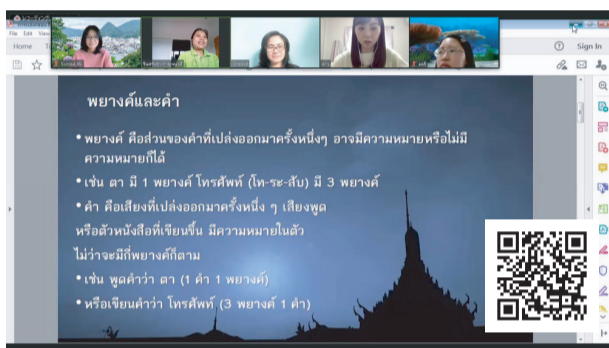 File Edit View
Home
Sign In
พยางค์และคำ
• พยางค์ คือส่วนของคำที่เปล่งออกมาครั้งหนึ่งๆ อาจมีความหมายหรือไม่มี
ความหมายก็ได้
• เช่น ตา มี 1 พยางค์ โทรศัพท์ (โท-ระ-สับ) มี 3 พยางค์
• คำ คือเสียงที่เปล่งออกมาครั้งหนึ่ง ๆ เสียงพูด
หรือตัวหนังสือที่เขียนขึ้น มีความหมายในตัว
ไม่ว่าจะมีกี่พยางค์ก็ตาม
• เช่น พูดคำว่า ตา (1 คำ 1 พยางค์)
• หรือเขียนคำว่า โทรศัพท์ (3 พยางค์ 1 คำ)